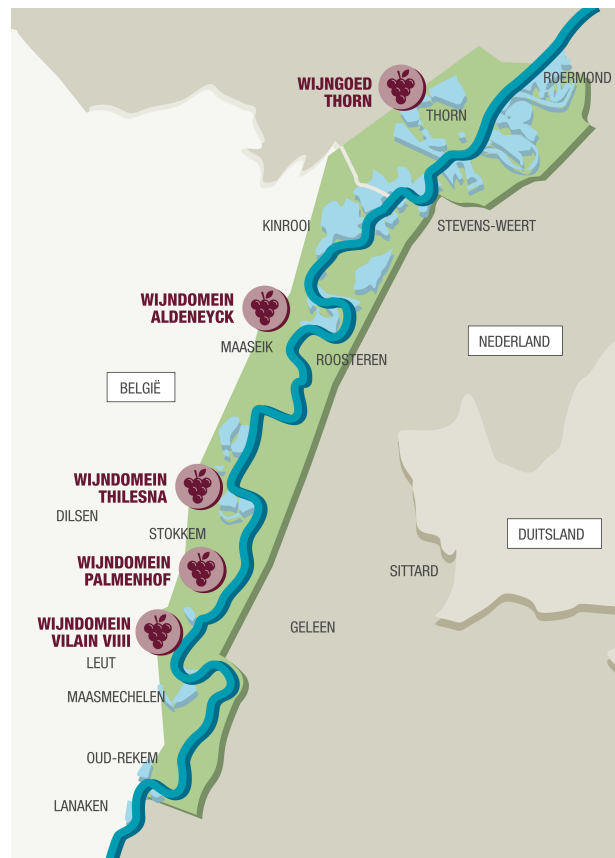 WIJNGOED
THORN
ROERMOND
THORN
KINROOI
STEVENS-WEERT
WIJNDOMEIN
ALDENEYCK
MAASEIK
ROOSTEREN
NEDERLAND
BELGIË
WIJNDOMEIN
THILESNA
DILSEN
STOKKEM
DUITSLAND
WIJNDOMEIN
PALMENHOF
SITTARD
WIJNDOMEIN
VILAIN VIIII
GELEEN
LEUT
MAASMECHELEN
OUD-REKEM
LANAKEN